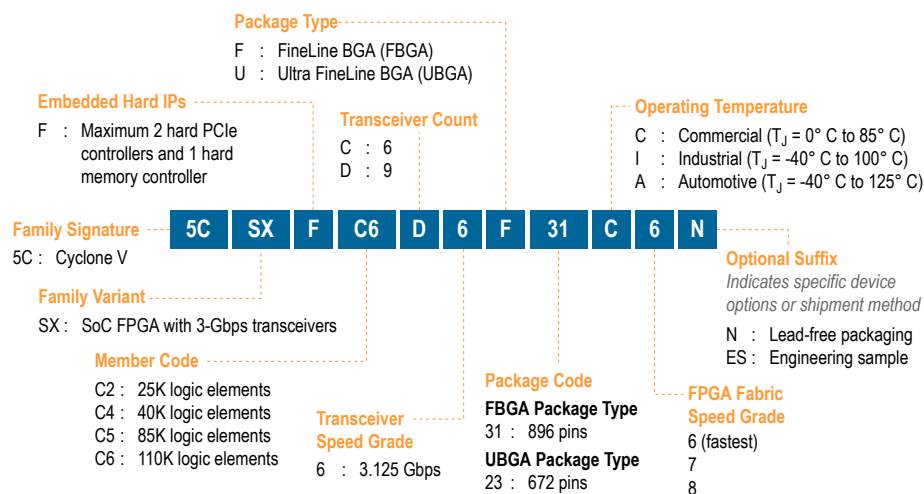 Package Type
F : FineLine BGA (FBGA)
U : Ultra FineLine BGA (UBGA)
Embedded Hard IPs
F : Maximum 2 hard PCIe
controllers and 1 hard
memory controller
Transceiver Count
C : 6
D : 9
Operating Temperature
C : Commercial (TJ = 0° C to 85° C)
I : Industrial (TJ = -40° C to 100° C)
A : Automotive (TJ = -40° C to 125° C)
5C SX F C6 D 6 F 31 C 6 N
Family Signature
5C : Cyclone V
Family Variant
SX : SoC FPGA with 3-Gbps transceivers
Member Code
C2 : 25K logic elements
C4 : 40K logic elements
C5 : 85K logic elements
C6 : 110K logic elements
Transceiver
Speed Grade
6 : 3.125 Gbps
Package Code
FBGA Package Type
31 : 896 pins
UBGA Package Type
23 : 672 pins
FPGA Fabric
Speed Grade
6 (fastest)
7
8
Optional Suffix
Indicates specific device
options or shipment method
N : Lead-free packaging
ES : Engineering sample